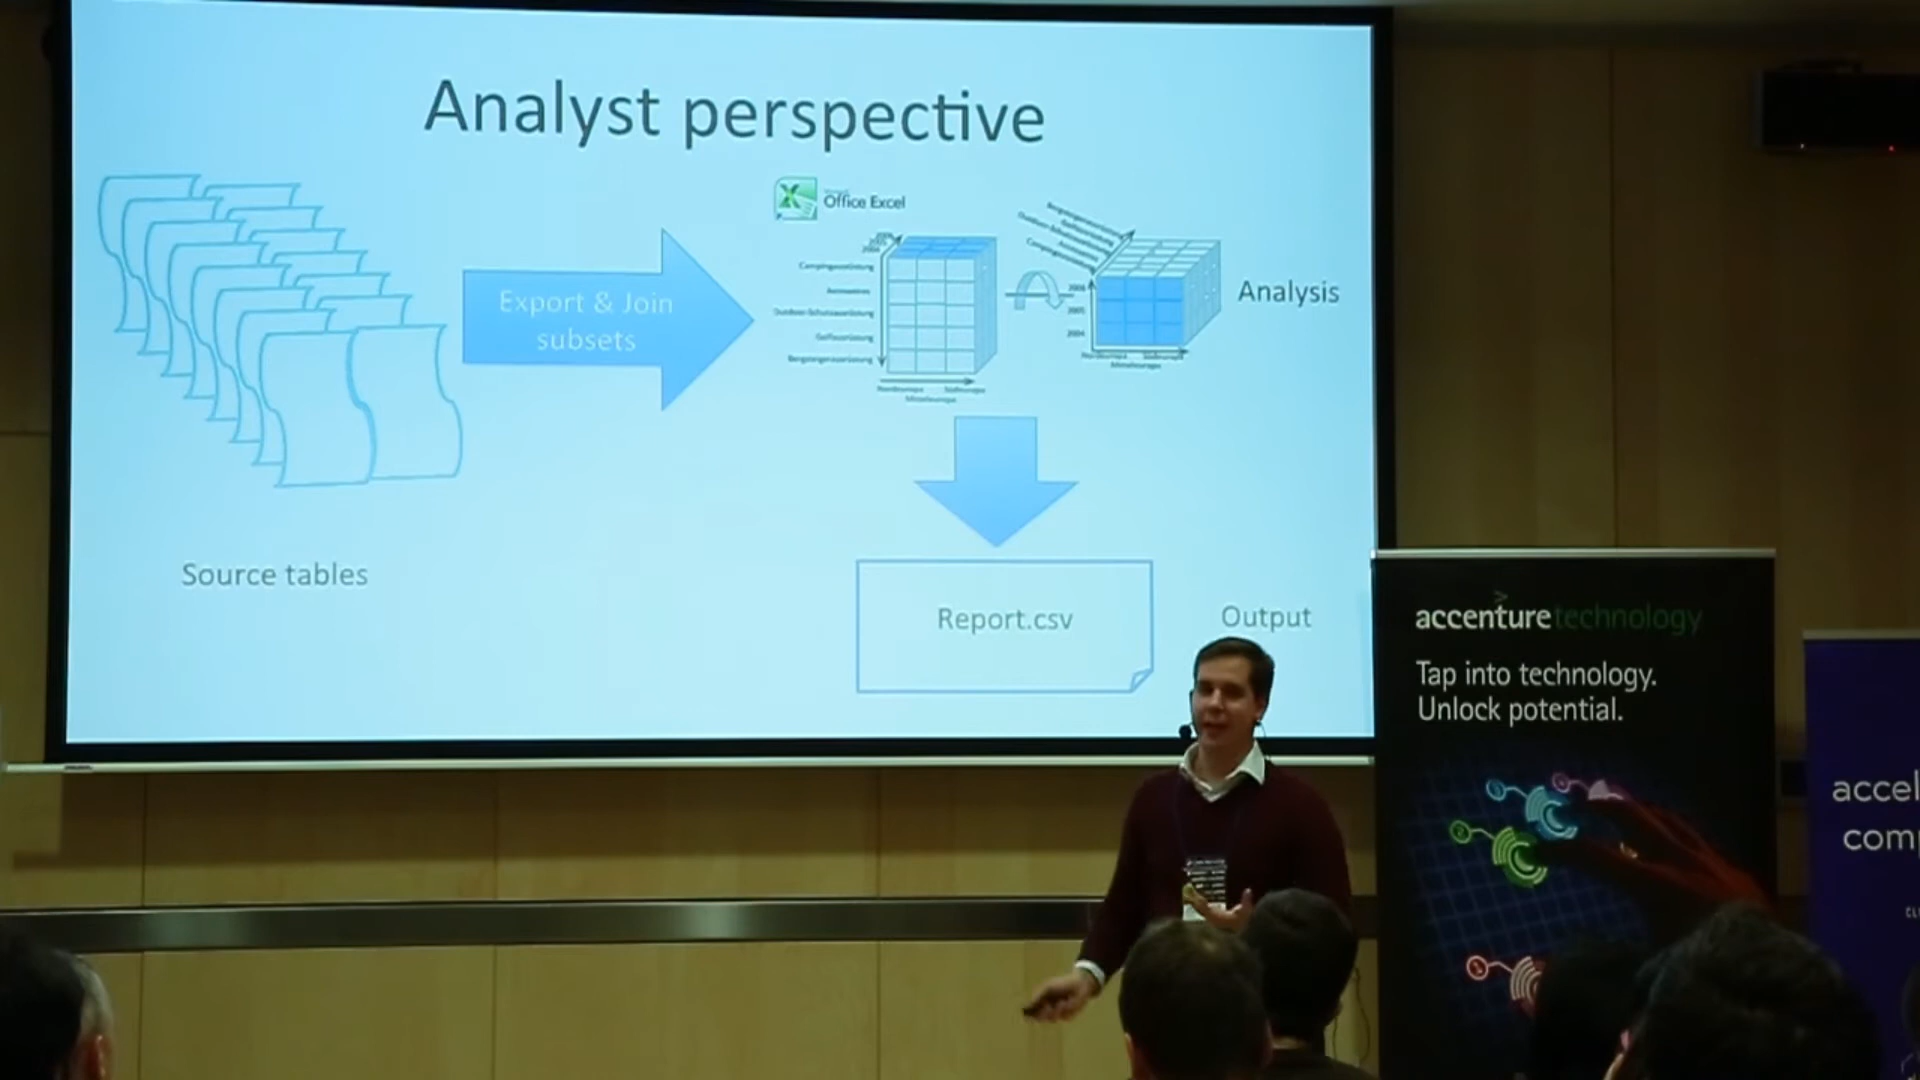 Analyst perspective
Office Excel
Export & Join
subsets
Analysis
Source tables
Report.csv
Output
accenturetechnology
>
Tap into technology.
Unlock potential.
accel
comp